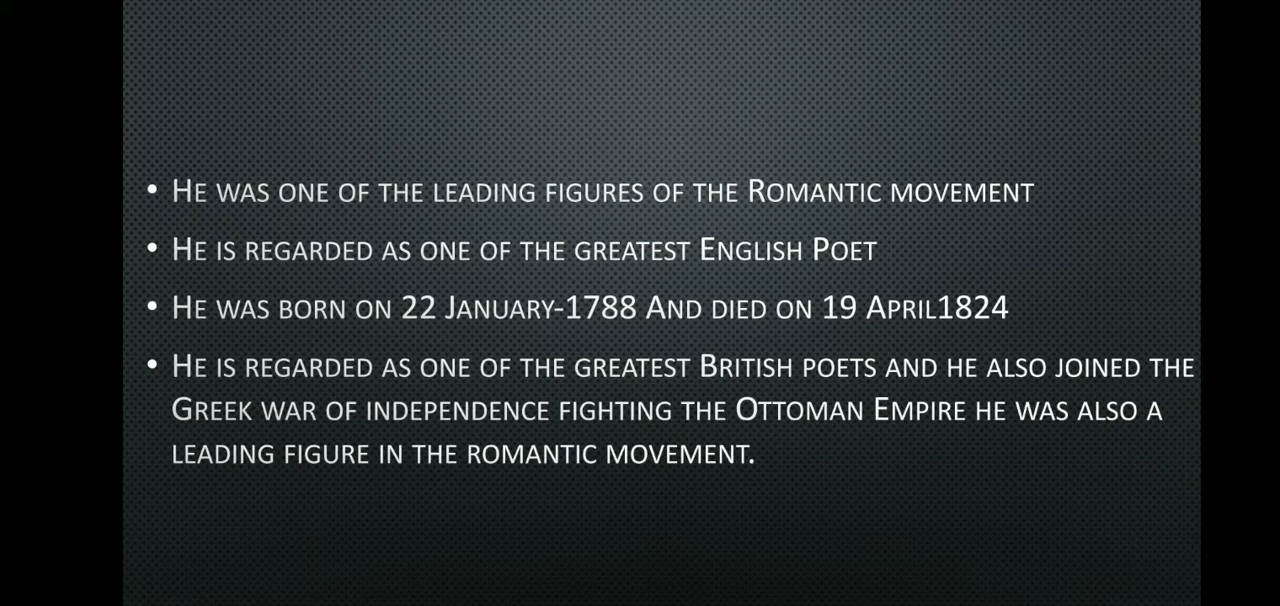 • He was one of the leading figures of the Romantic movement
• He is regarded as one of the greatest English Poet
• He was born on 22 January-1788 And died on 19 April1824
• He is regarded as one of the greatest British poets and he also joined the
Greek war of independence fighting the Ottoman Empire he was also a
leading figure in the romantic movement.